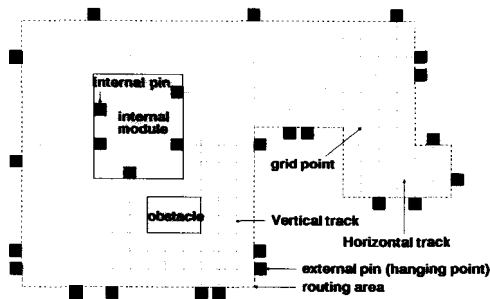 internal pin
internal
module
grid point
obstacle
Vertical track
Horizontal track
external pin (hanging point)
routing area